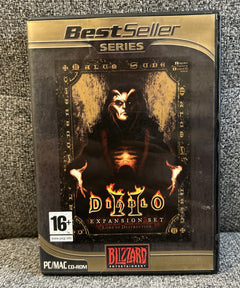 BestSeller
SERIES
DIABLO
II
EXPANSION SET
LORD OF DESTRUCTION
16+
PC/MAC CD-ROM
BLIZZARD
ENTERTAINMENT